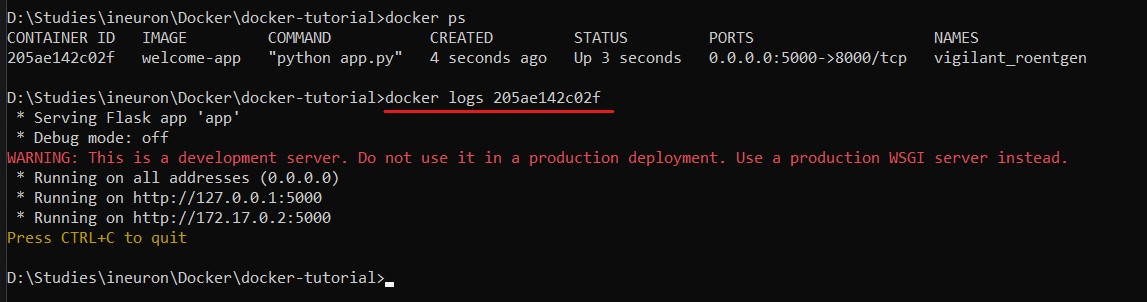 D:\Studies\ineuron\Docker\docker-tutorial>docker ps
CONTAINER ID   IMAGE         COMMAND           CREATED         STATUS         PORTS                    NAMES
205ae142c02f   welcome-app   "python app.py"   4 seconds ago   Up 3 seconds   0.0.0.0:5000->8000/tcp   vigilant_roentgen
D:\Studies\ineuron\Docker\docker-tutorial>docker logs 205ae142c02f
 * Serving Flask app 'app'
 * Debug mode: off
WARNING: This is a development server. Do not use it in a production deployment. Use a production WSGI server instead.
 * Running on all addresses (0.0.0.0)
 * Running on http://127.0.0.1:5000
 * Running on http://172.17.0.2:5000
Press CTRL+C to quit
D:\Studies\ineuron\Docker\docker-tutorial>